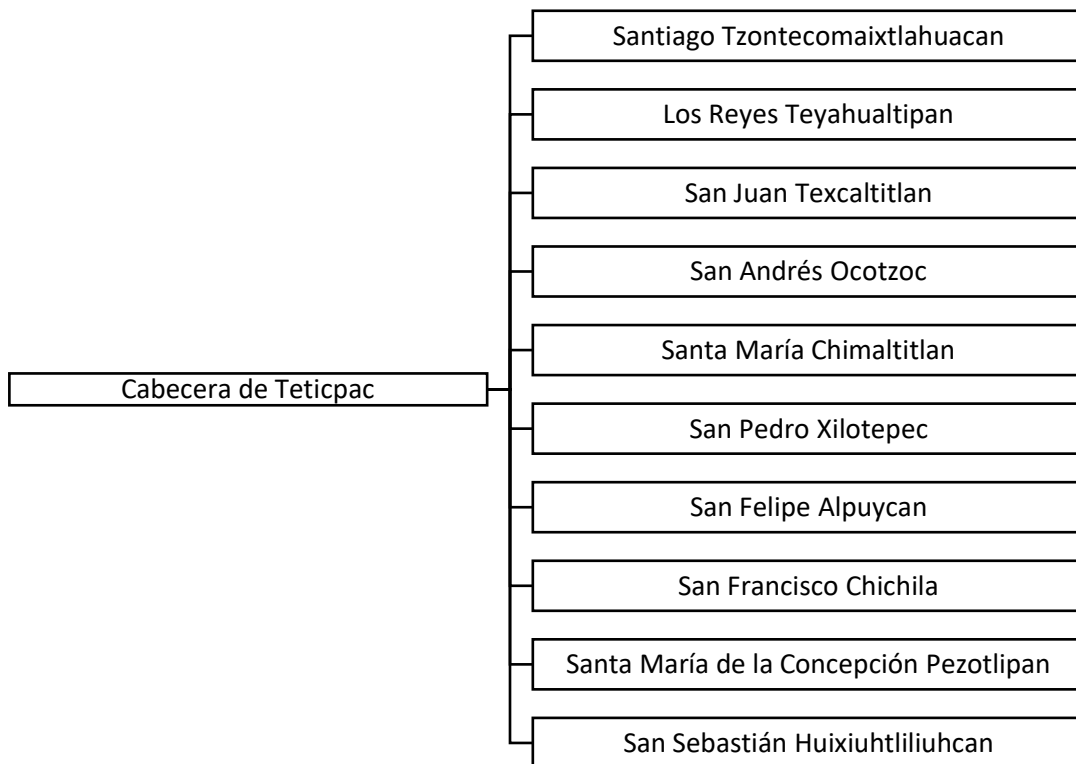 Santiago Tzontecomaixtlahuacan
Los Reyes Teyahualtipan
San Juan Texcaltitlan
San Andrés Ocotzoc
Santa María Chimaltitlan
Cabecera de Teticpac
San Pedro Xilotepec
San Felipe Alpuycan
San Francisco Chichila
Santa María de la Concepción Pezotlipan
San Sebastián Huixiuhtliliuhcan